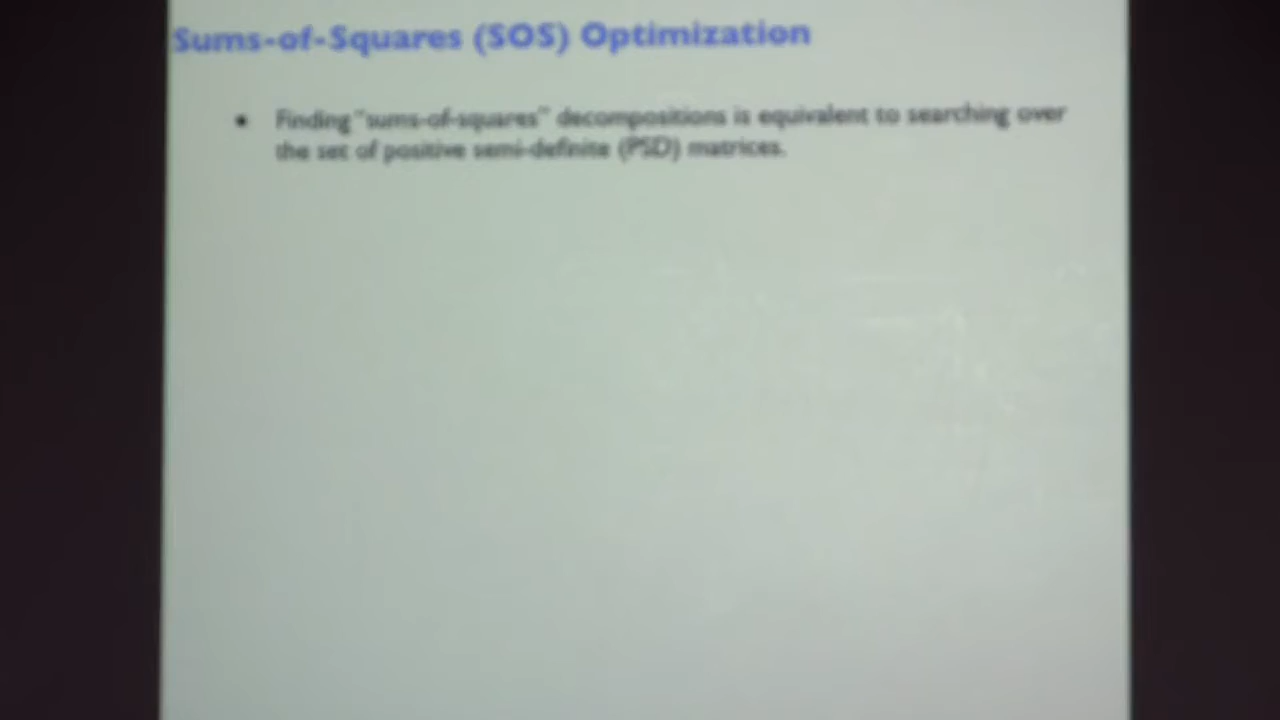 Sums-of-Squares (SOS) Optimization
• Finding "sums-of-squares" decompositions is equivalent to searching over
the set of positive semi-definite (PSD) matrices.